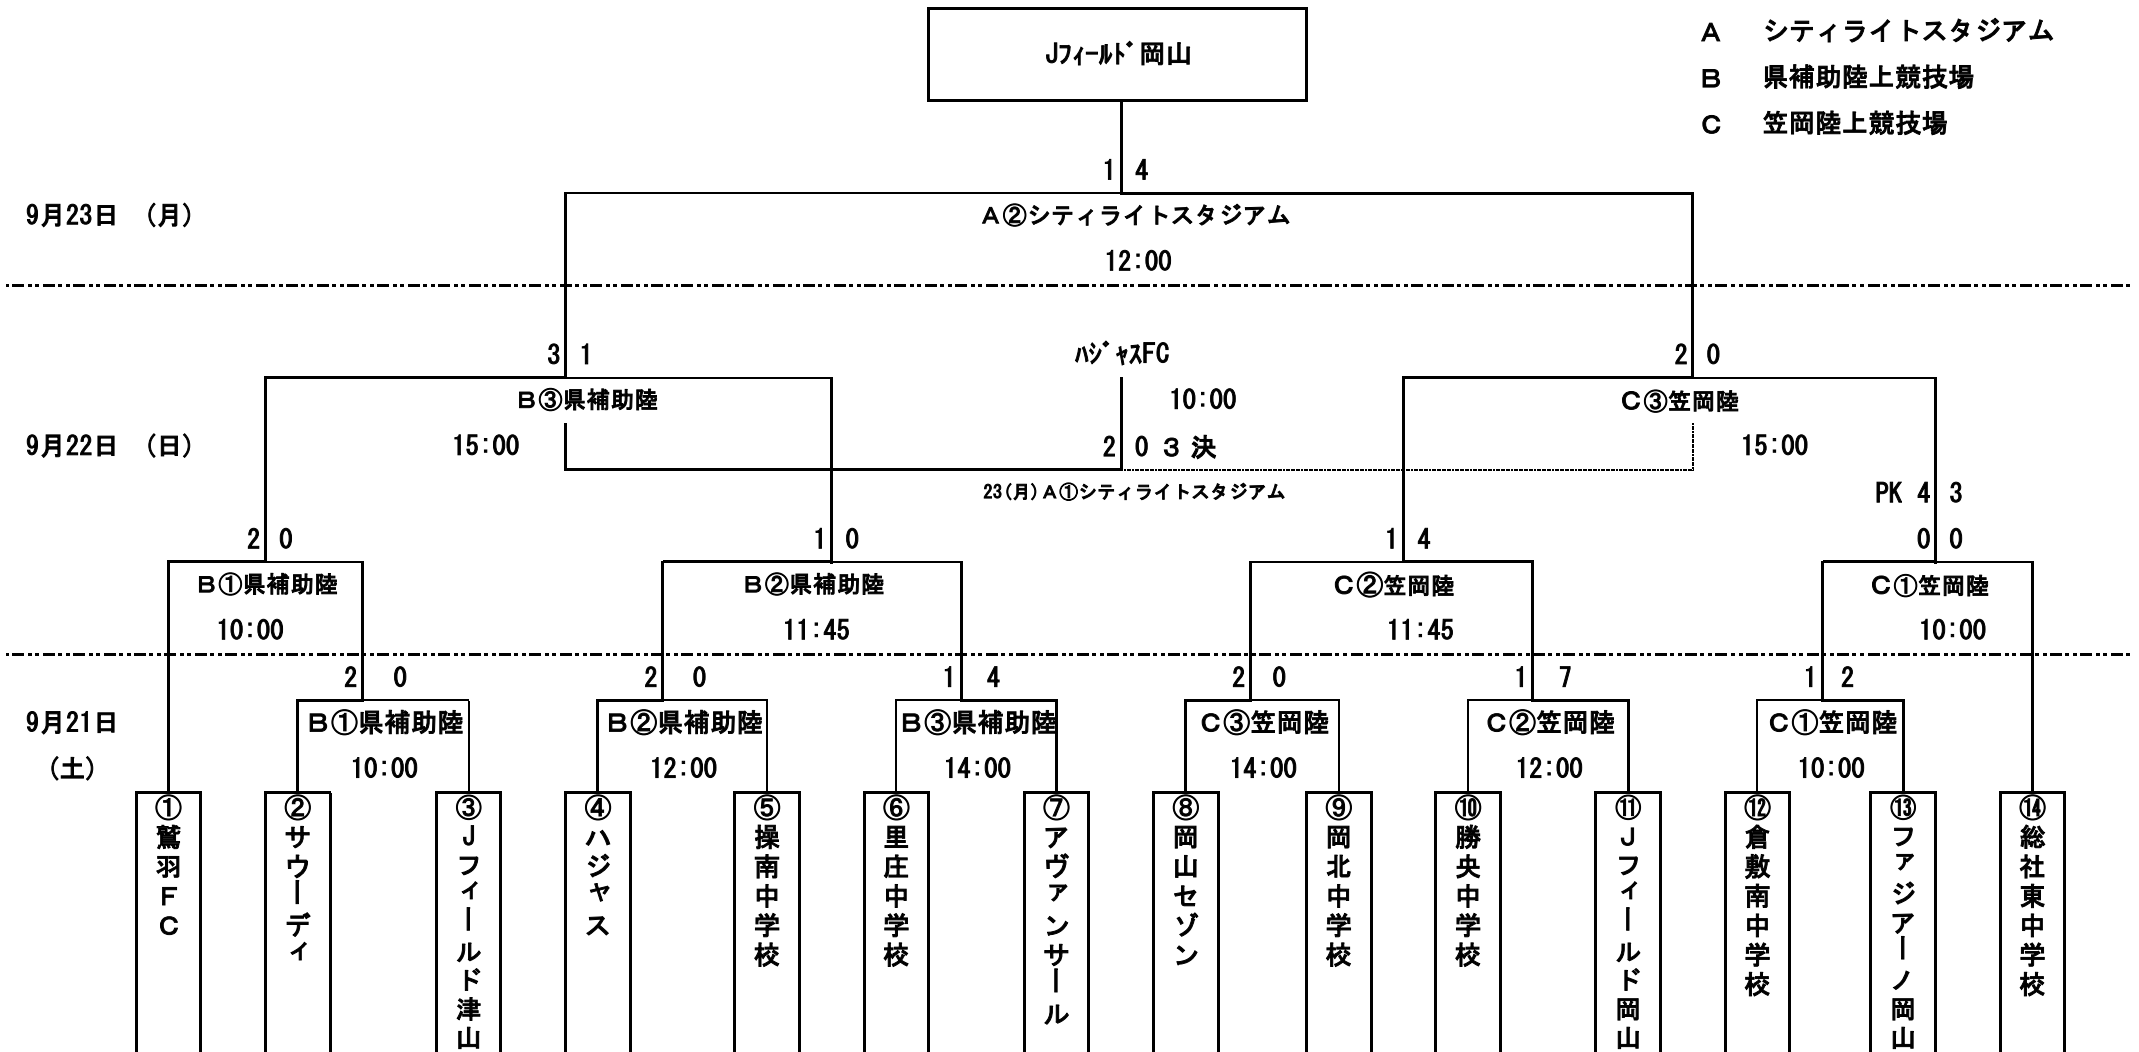 Jﾌｨｰﾙﾄﾞ岡山
A シティライトスタジアム
B 県補助陸上競技場
C 笠岡陸上競技場
1 4
9月23日 (月)
A②シティライトスタジアム
12:00
3 1
ﾊｼﾞｬｽFC
2 0
B③県補助陸
10:00
C③笠岡陸
9月22日 (日)
15:00
2 0 3決
15:00
23(月)A①シティライトスタジアム
PK 4 3
2 0
1 0
1 4
0 0
B①県補助陸
B②県補助陸
C②笠岡陸
C①笠岡陸
10:00
11:45
11:45
10:00
2 0
2 0
1 4
2 0
1 7
1 2
9月21日
(土)
B①県補助陸
B②県補助陸
B③県補助陸
C③笠岡陸
C②笠岡陸
C①笠岡陸
10:00
12:00
14:00
14:00
12:00
10:00
①鷲羽FC
②サウーディ
③Jフィールド津山
④ハジャス
⑤操南中学校
⑥里庄中学校
⑦アヴァンサール
⑧岡山セゾン
⑨岡北中学校
⑩勝央中学校
⑪Jフィールド岡山
⑫倉敷南中学校
⑬ファジアーノ岡山
⑭総社東中学校